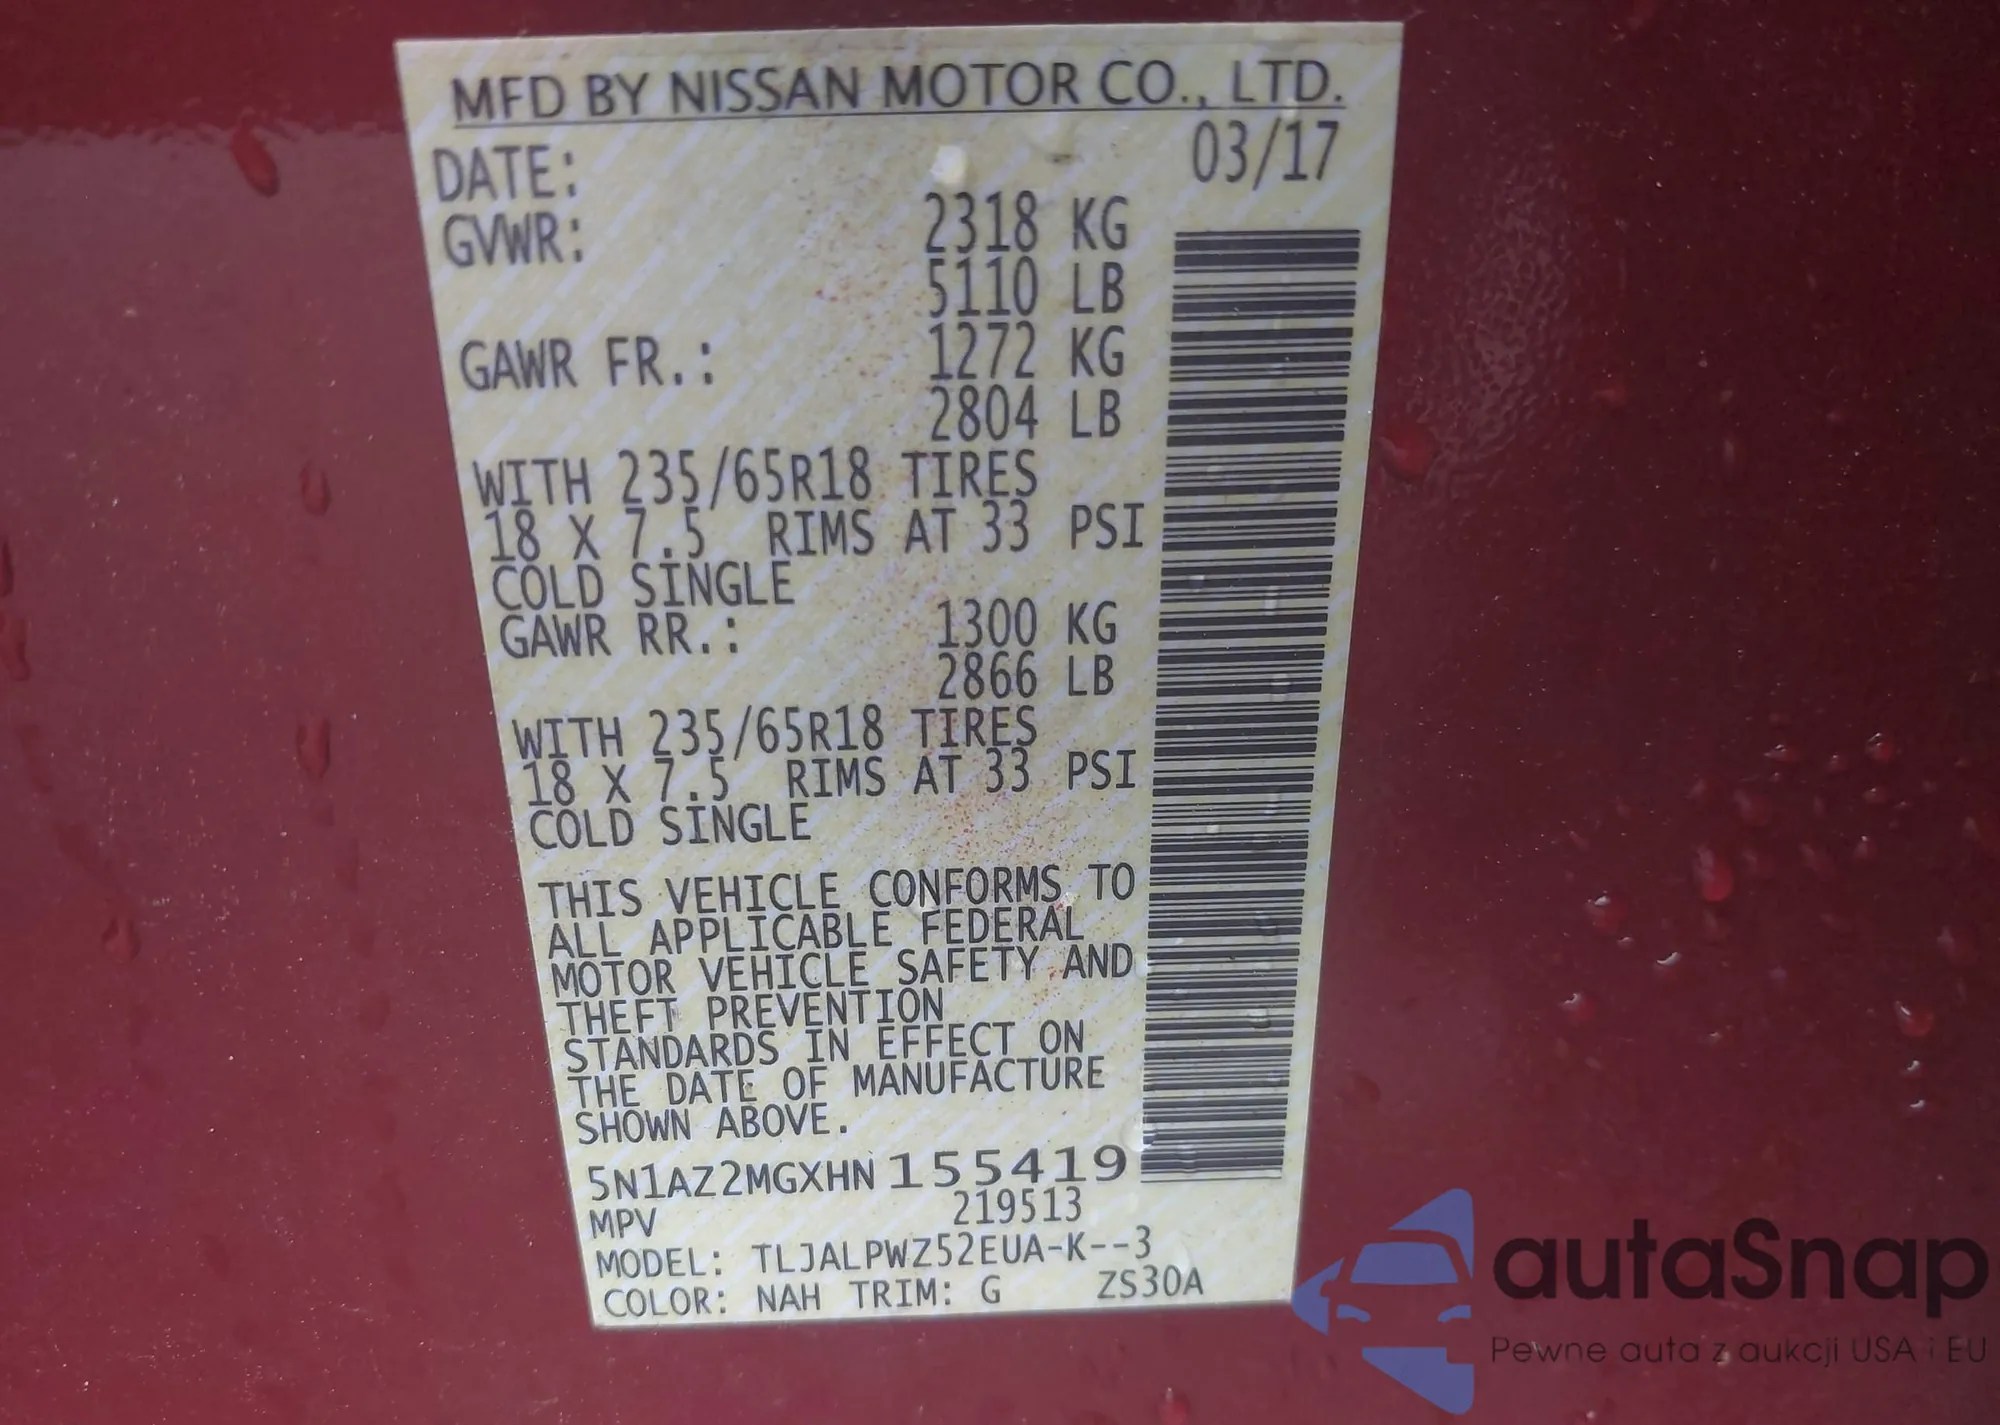 MFD BY NISSAN MOTOR CO., LTD.
DATE: 03/17
GVWR: 2318 KG
5110 LB
GAWR FR.: 1272 KG
2804 LB
WITH 235/65R18 TIRES
18 X 7.5 RIMS AT 33 PSI
COLD SINGLE
GAWR RR.: 1300 KG
2866 LB
WITH 235/65R18 TIRES
18 X 7.5 RIMS AT 33 PSI
COLD SINGLE
THIS VEHICLE CONFORMS TO
ALL APPLICABLE FEDERAL
MOTOR VEHICLE SAFETY AND
THEFT PREVENTION
STANDARDS IN EFFECT ON
THE DATE OF MANUFACTURE
SHOWN ABOVE.
5N1AZ2MGXHN155419
MPV 219513
MODEL: TLJALPWZ52EUA-K--3
COLOR: NAH TRIM: G ZS30A
autaSnap
Pewne auta z aukcji USA i EU